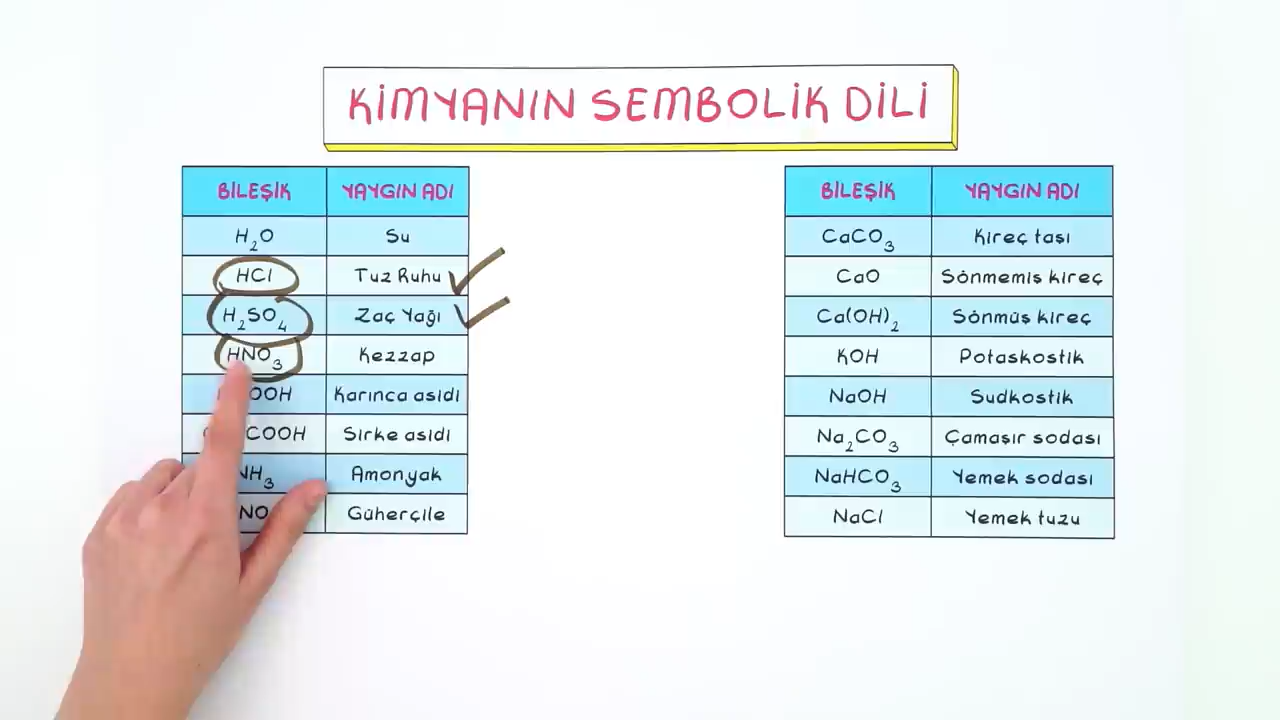 KİMYANIN SEMBOLİK DİLİ
BİLEŞİK YAYGIN ADI
H₂O Su
HCl Tuz Ruhu
H₂SO₄ Zaç Yağı
HNO₃ Kezzap
Karınca asidi
Sirke asidi
NH₃ Amonyak
Güherçile
BİLEŞİK YAYGIN ADI
CaCO₃ Kireç taşı
CaO Sönmemiş kireç
Ca(OH)₂ Sönmüş kireç
KOH Potaskostik
NaOH Sudkostik
Na₂CO₃ Çamaşır sodası
NaHCO₃ Yemek sodası
NaCl Yemek tuzu